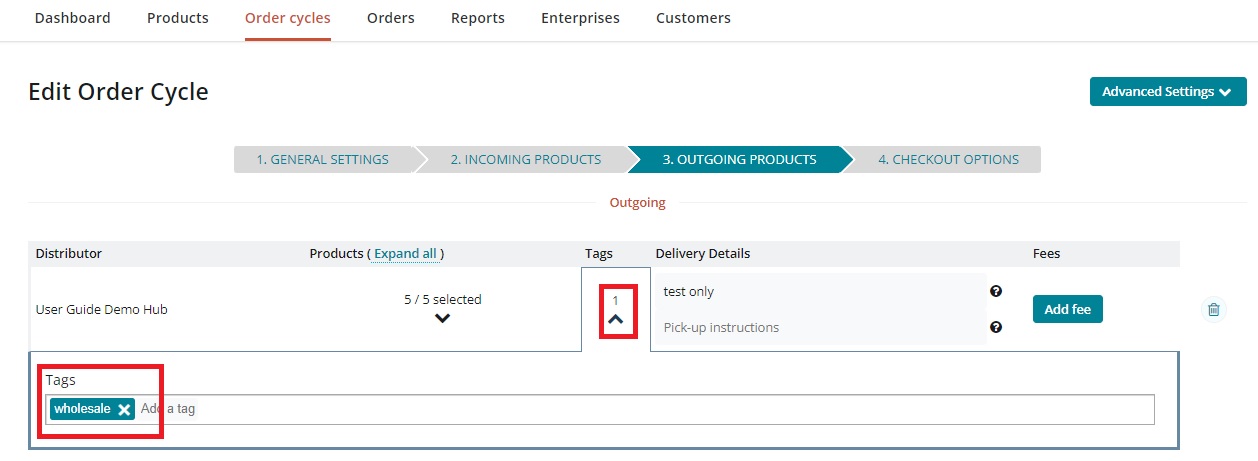 Dashboard Products Order cycles Orders Reports Enterprises Customers
Edit Order Cycle
Advanced Settings
1. GENERAL SETTINGS 2. INCOMING PRODUCTS 3. OUTGOING PRODUCTS 4. CHECKOUT OPTIONS
Outgoing
Distributor Products ( Expand all ) Tags Delivery Details Fees
User Guide Demo Hub 5 / 5 selected 1 test only Add fee
Pick-up instructions
Tags
wholesale Add a tag